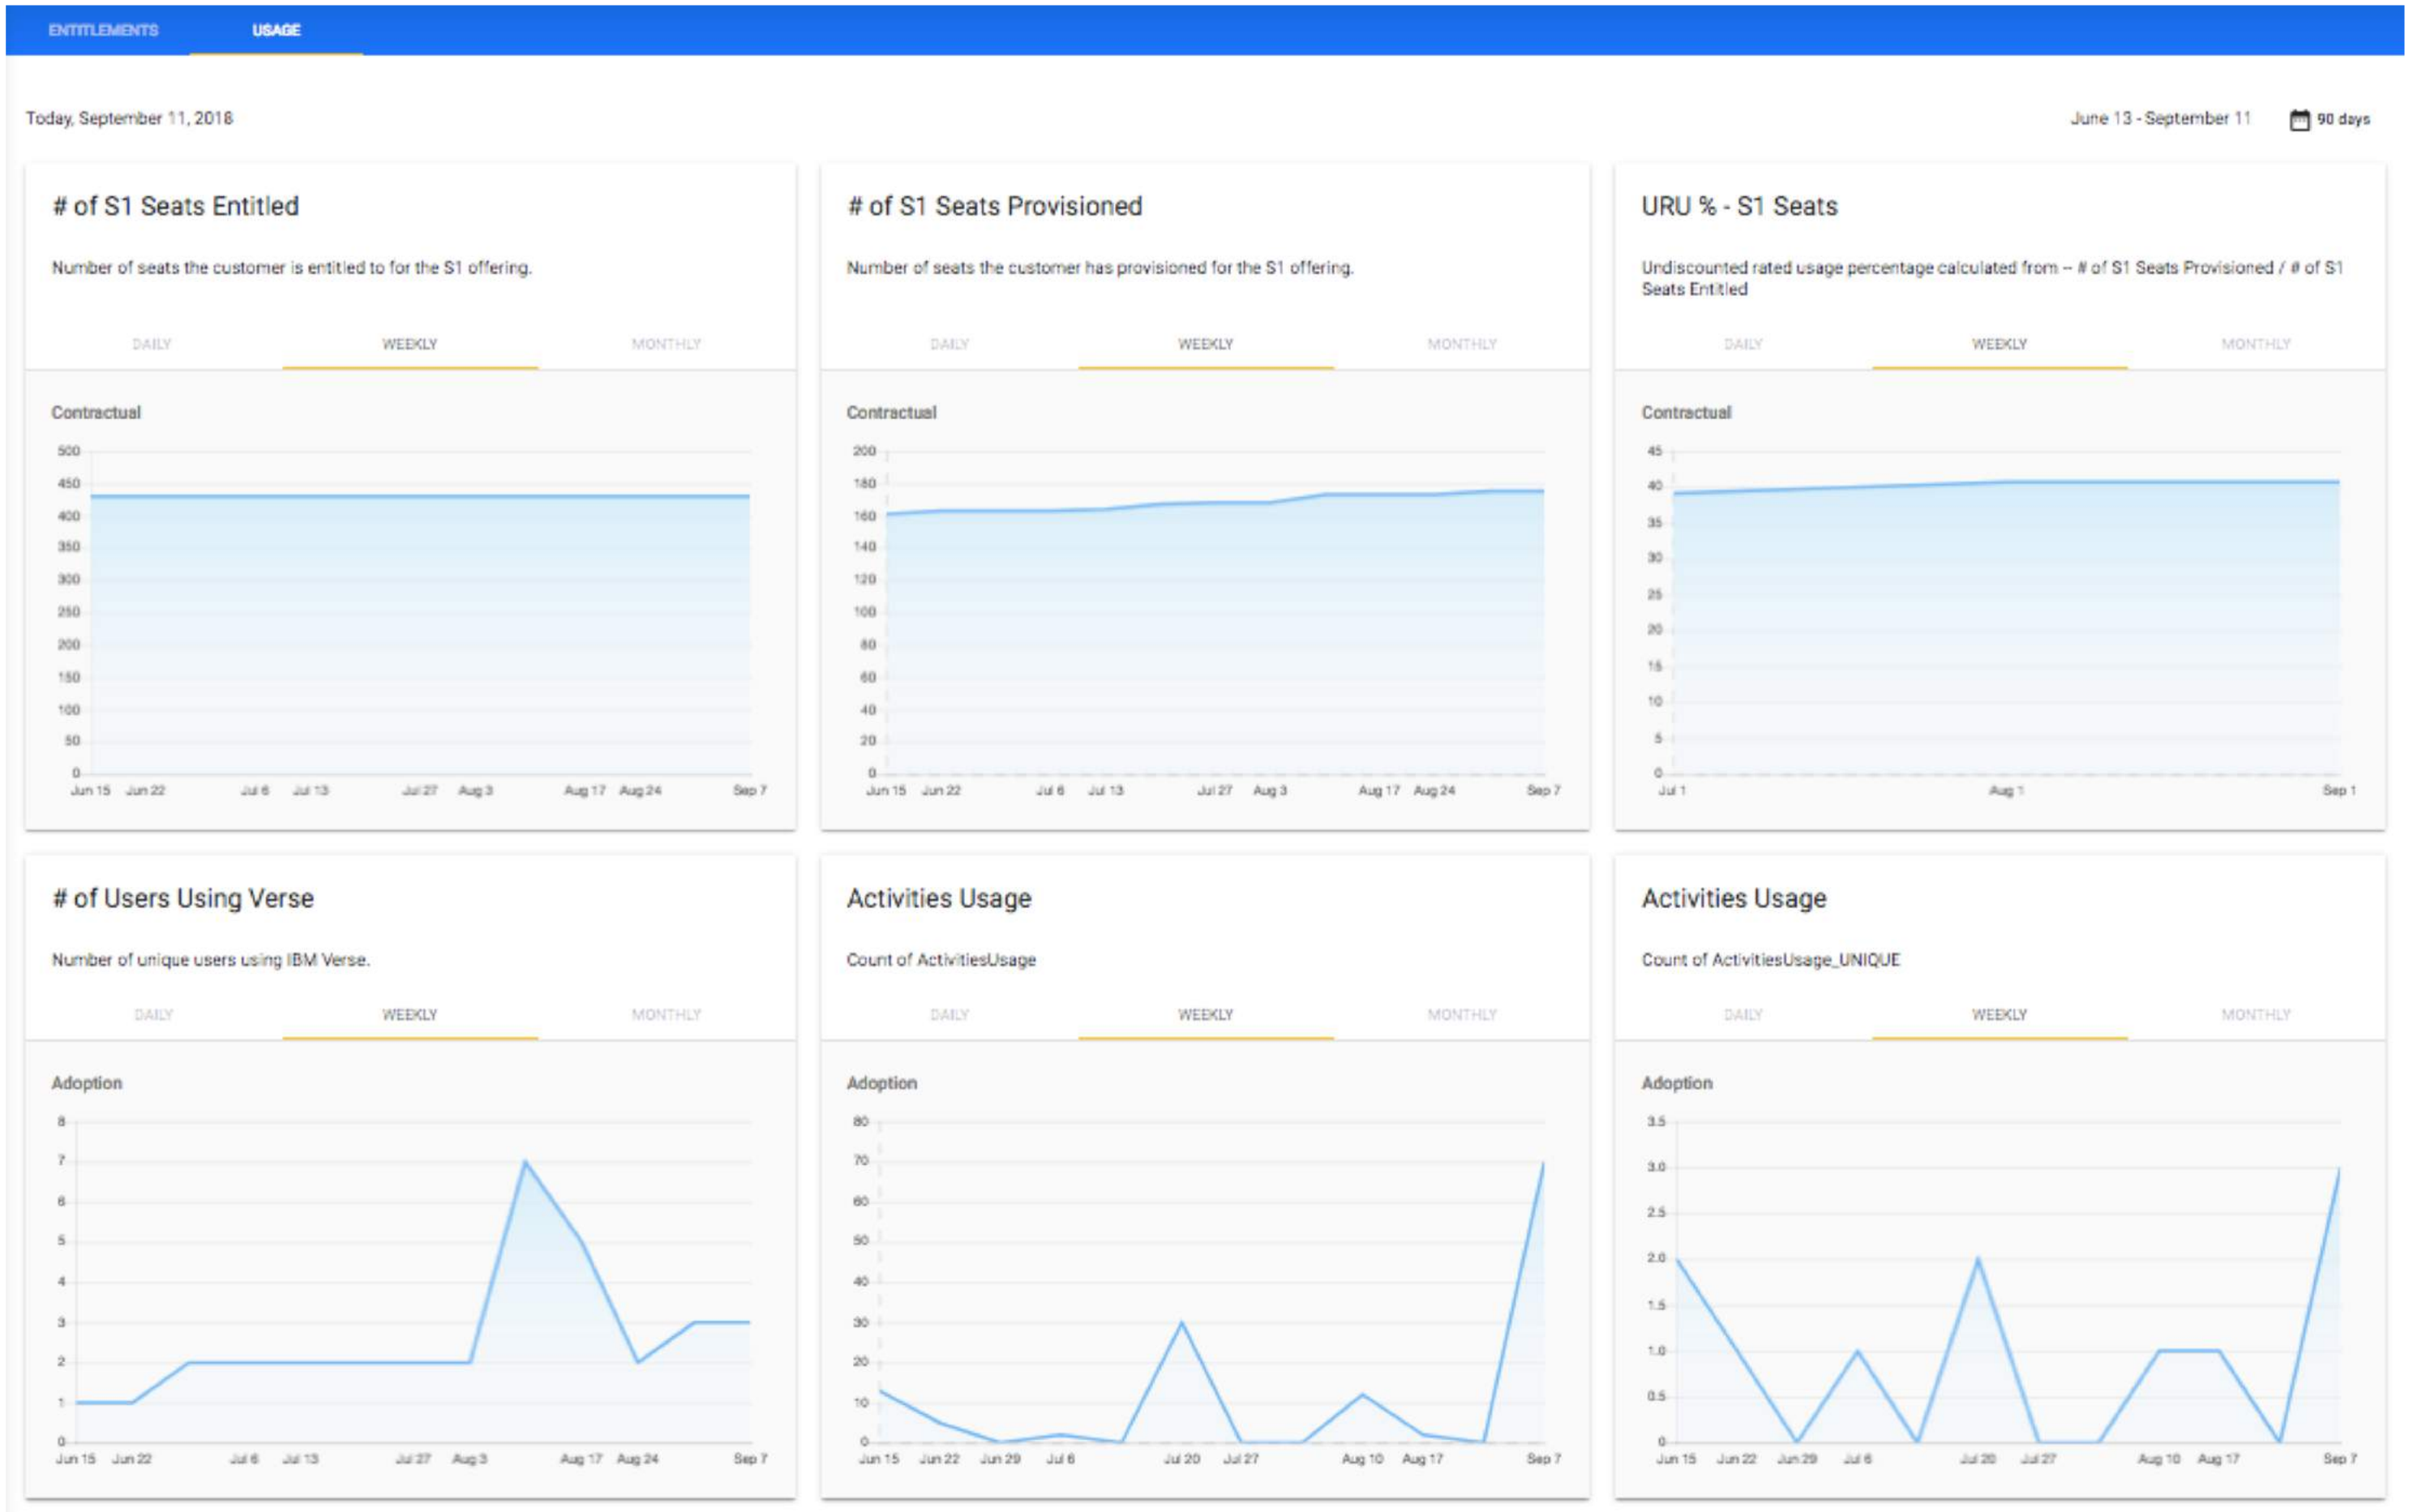 ENTITLEMENTS USAGE
Today, September 11, 2018
June 13 - September 11 90 days
# of S1 Seats Entitled
Number of seats the customer is entitled to for the S1 offering.
DAILY WEEKLY MONTHLY
Contractual
500
450
400
350
300
250
200
150
100
50
0
Jun 15 Jun 22 Jul 6 Jul 13 Jul 27 Aug 3 Aug 17 Aug 24 Sep 7
# of S1 Seats Provisioned
Number of seats the customer has provisioned for the S1 offering.
DAILY WEEKLY MONTHLY
Contractual
200
180
160
140
120
100
80
60
40
20
0
Jun 15 Jun 22 Jul 6 Jul 13 Jul 27 Aug 3 Aug 17 Aug 24 Sep 7
URU % - S1 Seats
Undiscounted rated usage percentage calculated from -- # of S1 Seats Provisioned / # of S1
Seats Entitled
DAILY WEEKLY MONTHLY
Contractual
45
40
35
30
25
20
15
10
5
0
Jul 1 Aug 1 Sep 1
# of Users Using Verse
Number of unique users using IBM Verse.
DAILY WEEKLY MONTHLY
Adoption
8
7
6
5
4
3
2
1
0
Jun 15 Jun 22 Jul 6 Jul 13 Jul 27 Aug 3 Aug 17 Aug 24 Sep 7
Activities Usage
Count of ActivitiesUsage
DAILY WEEKLY MONTHLY
Adoption
80
70
60
50
40
30
20
10
0
Jun 15 Jun 22 Jun 29 Jul 6 Jul 20 Jul 27 Aug 10 Aug 17 Sep 7
Activities Usage
Count of ActivitiesUsage_UNIQUE
DAILY WEEKLY MONTHLY
Adoption
3.5
3.0
2.5
2.0
1.5
1.0
0.5
0
Jun 15 Jun 22 Jun 29 Jul 6 Jul 20 Jul 27 Aug 10 Aug 17 Sep 7